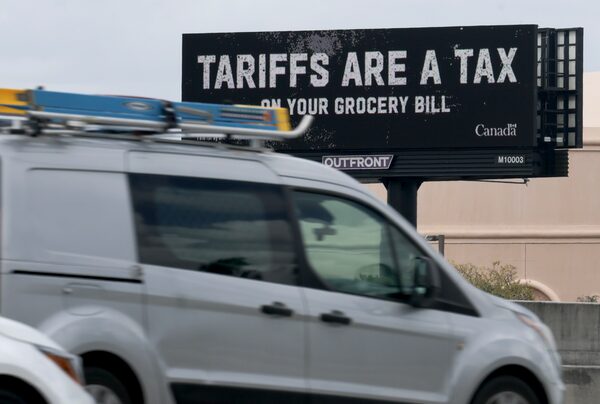 TARIFFS ARE A TAX
ON YOUR GROCERY BILL
Canada
OUTFRONT
M10003